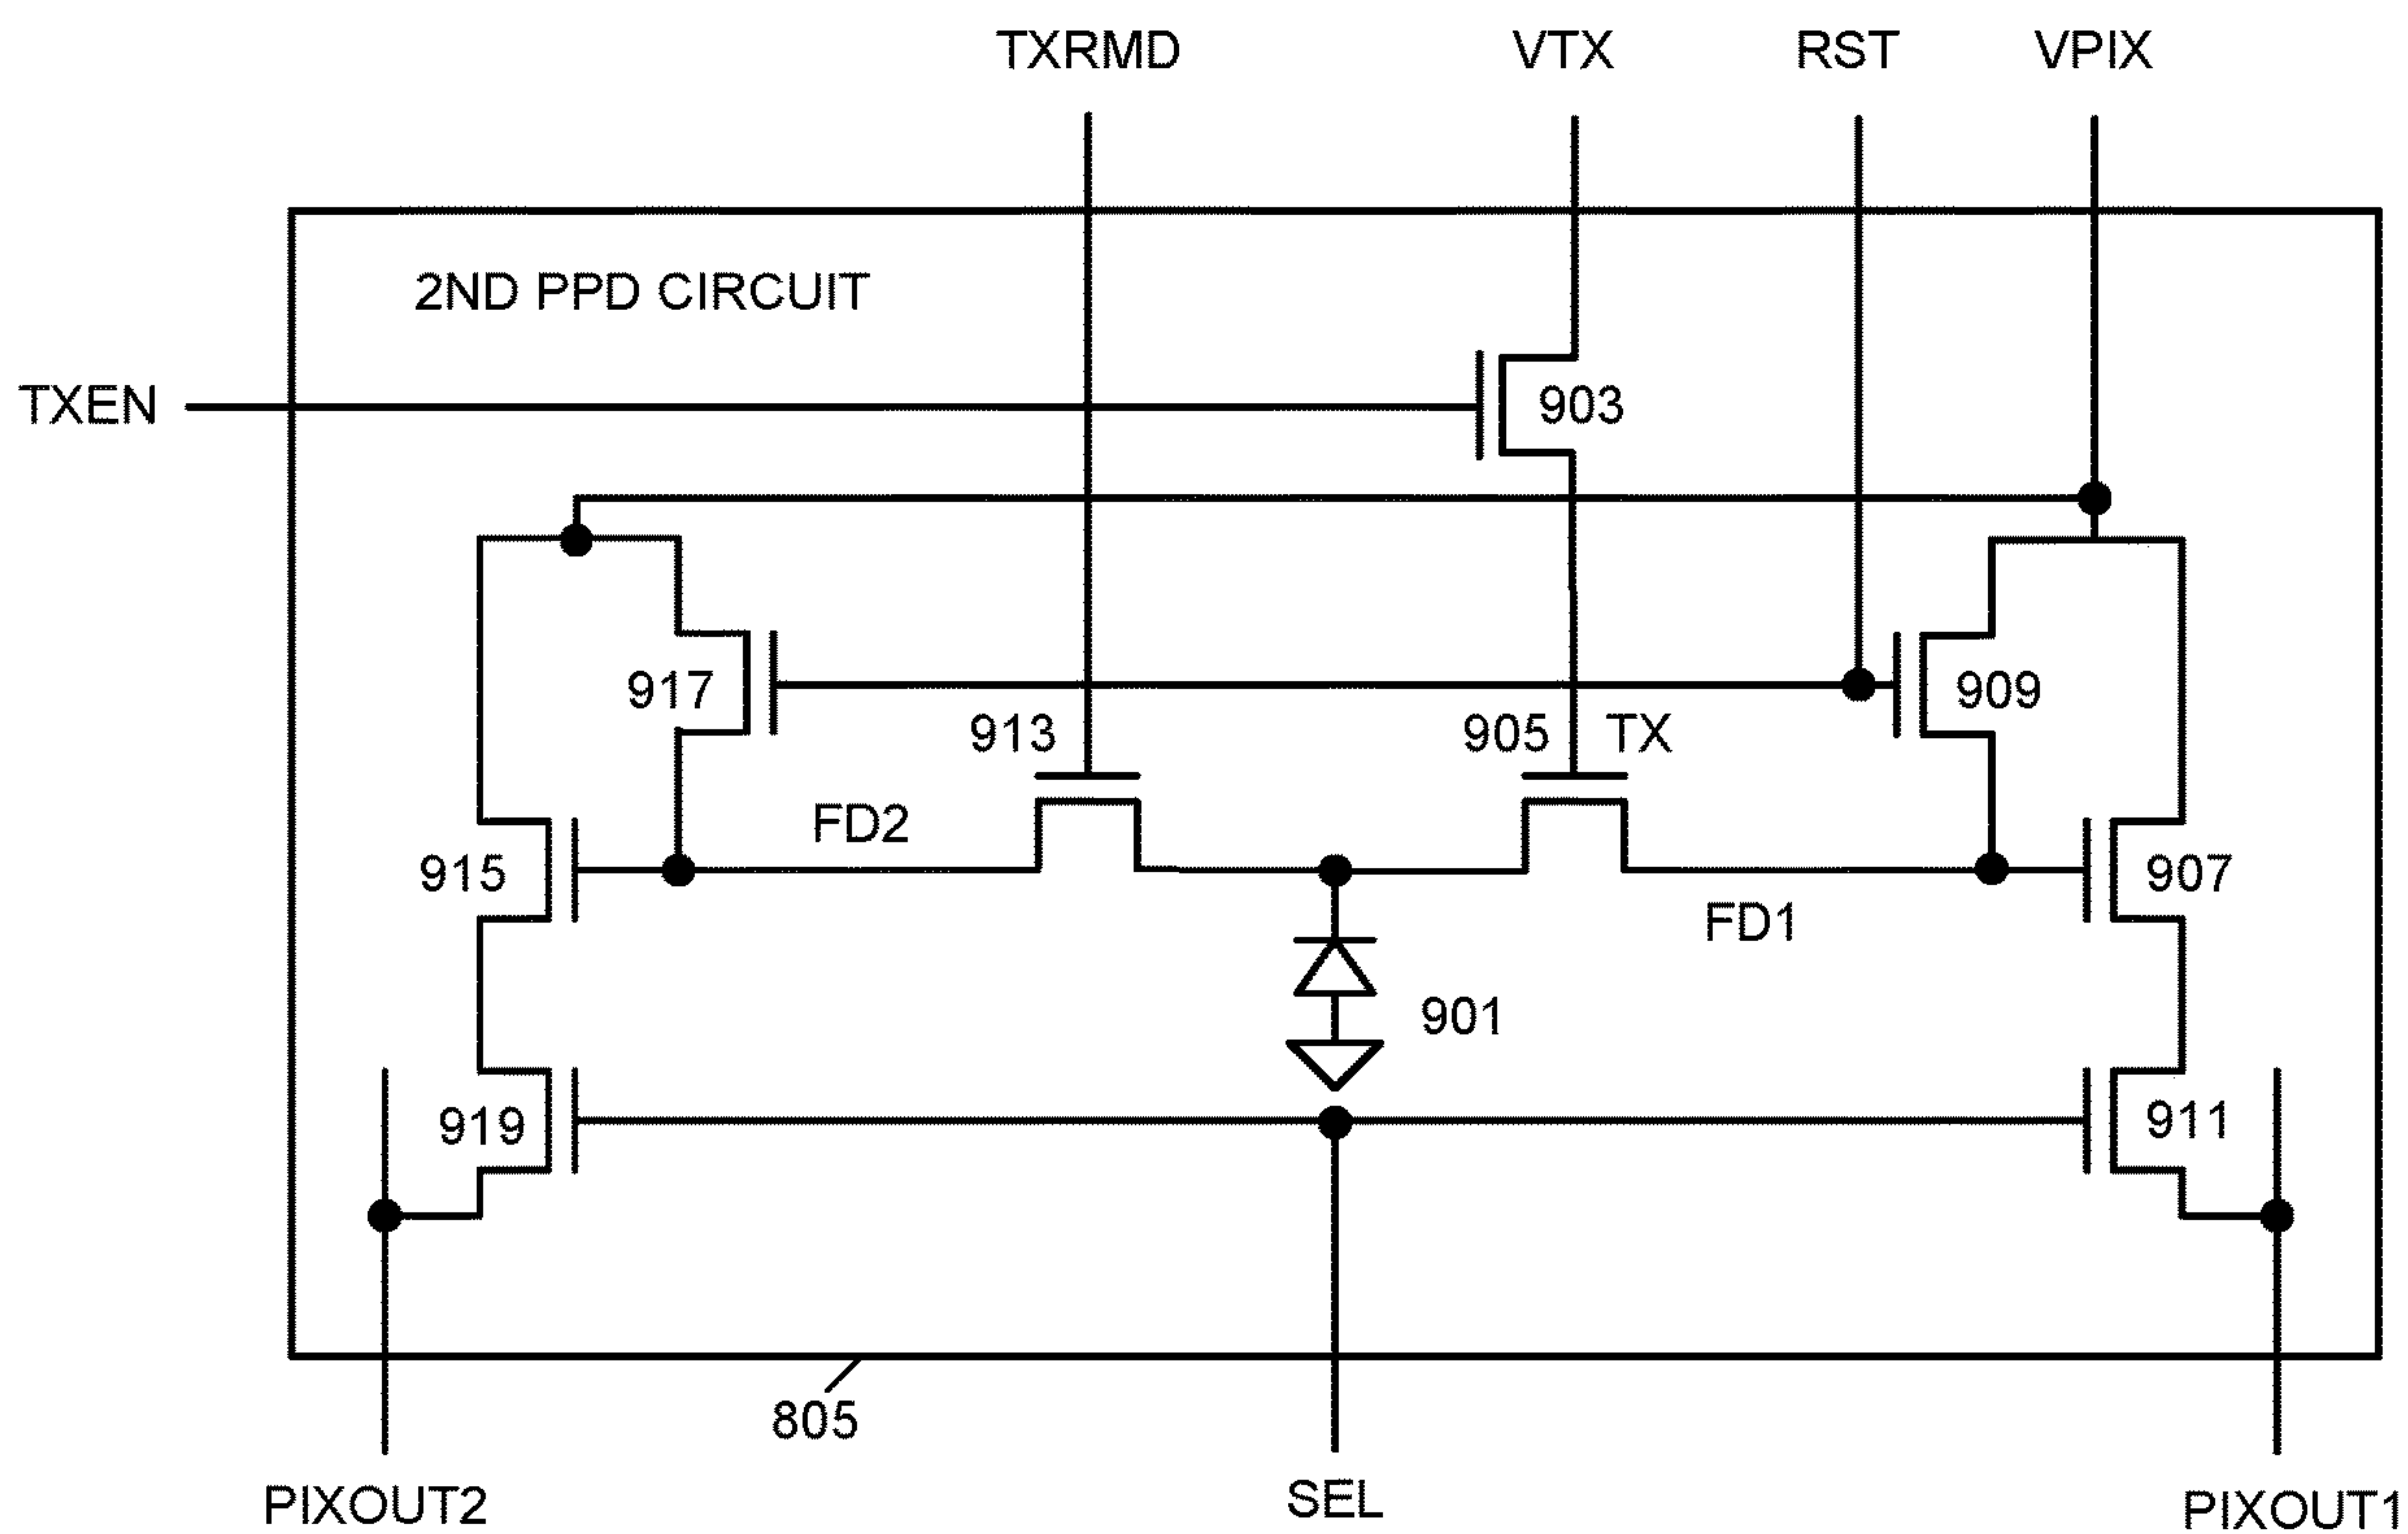 TXRMD VTX RST VPIX
2ND PPD CIRCUIT
TXEN
903
917
909
913
905 TX
FD2
915
907
FD1
901
919
911
805
PIXOUT2
SEL
PIXOUT1